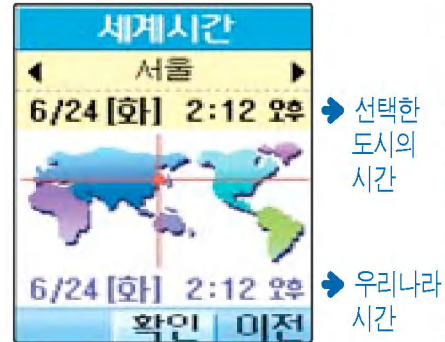 세계시간
◀ 서울 ▶
6/24 [화] 2:12 오후
선택한
도시의
시간
6/24 [화] 2:12 오후
우리나라
시간
확인 이전